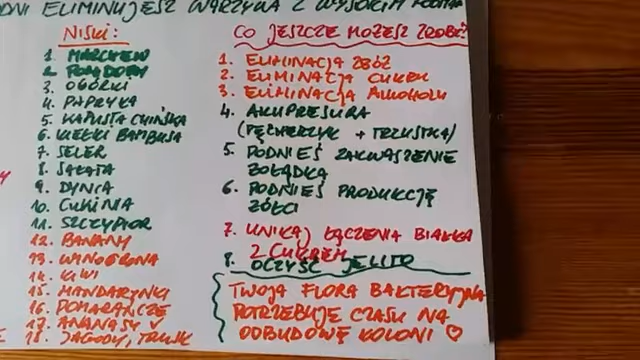 DNI ELIMINUJESZ WARZYWA Z WYSOKIM
NISKI:
1. MARCHEW
2. POMIDORY
3. OGÓRKI
4. PAPRYKA
5. KAPUSTA CHIŃSKA
6. KIEŁKI BAMBUSA
7. SELER
8. SAŁATA
9. DYNIA
10. CUKINIA
11. SZCZYPIOR
12. BANANY
13. WINOGRONA
14. KIWI
15. MANDARYNKI
16. POMARAŃCZE
17. ANANASY
18. JAGODY, TRUSK
CO JESZCZE MOŻESZ ZROBIĆ?
1. ELIMINACJA ZBÓŻ
2. ELIMINACJA CUKRU
3. ELIMINACJA ALKOHOLU
4. AKUPRESURA
(PĘCHERZYK + TRZUSTKA)
5. PODNIEŚ ZAKWASZENIE
ŻOŁĄDKA
6. PODNIEŚ PRODUKCJĘ
ŻÓŁCI
7. UNIKAJ ŁĄCZENIA BIAŁKA
Z CUKREM
8. OCZYŚĆ JELITO
TWOJA FLORA BAKTERYJNA
POTRZEBUJE CZASU NA
ODBUDOWĘ KOLONI ♡